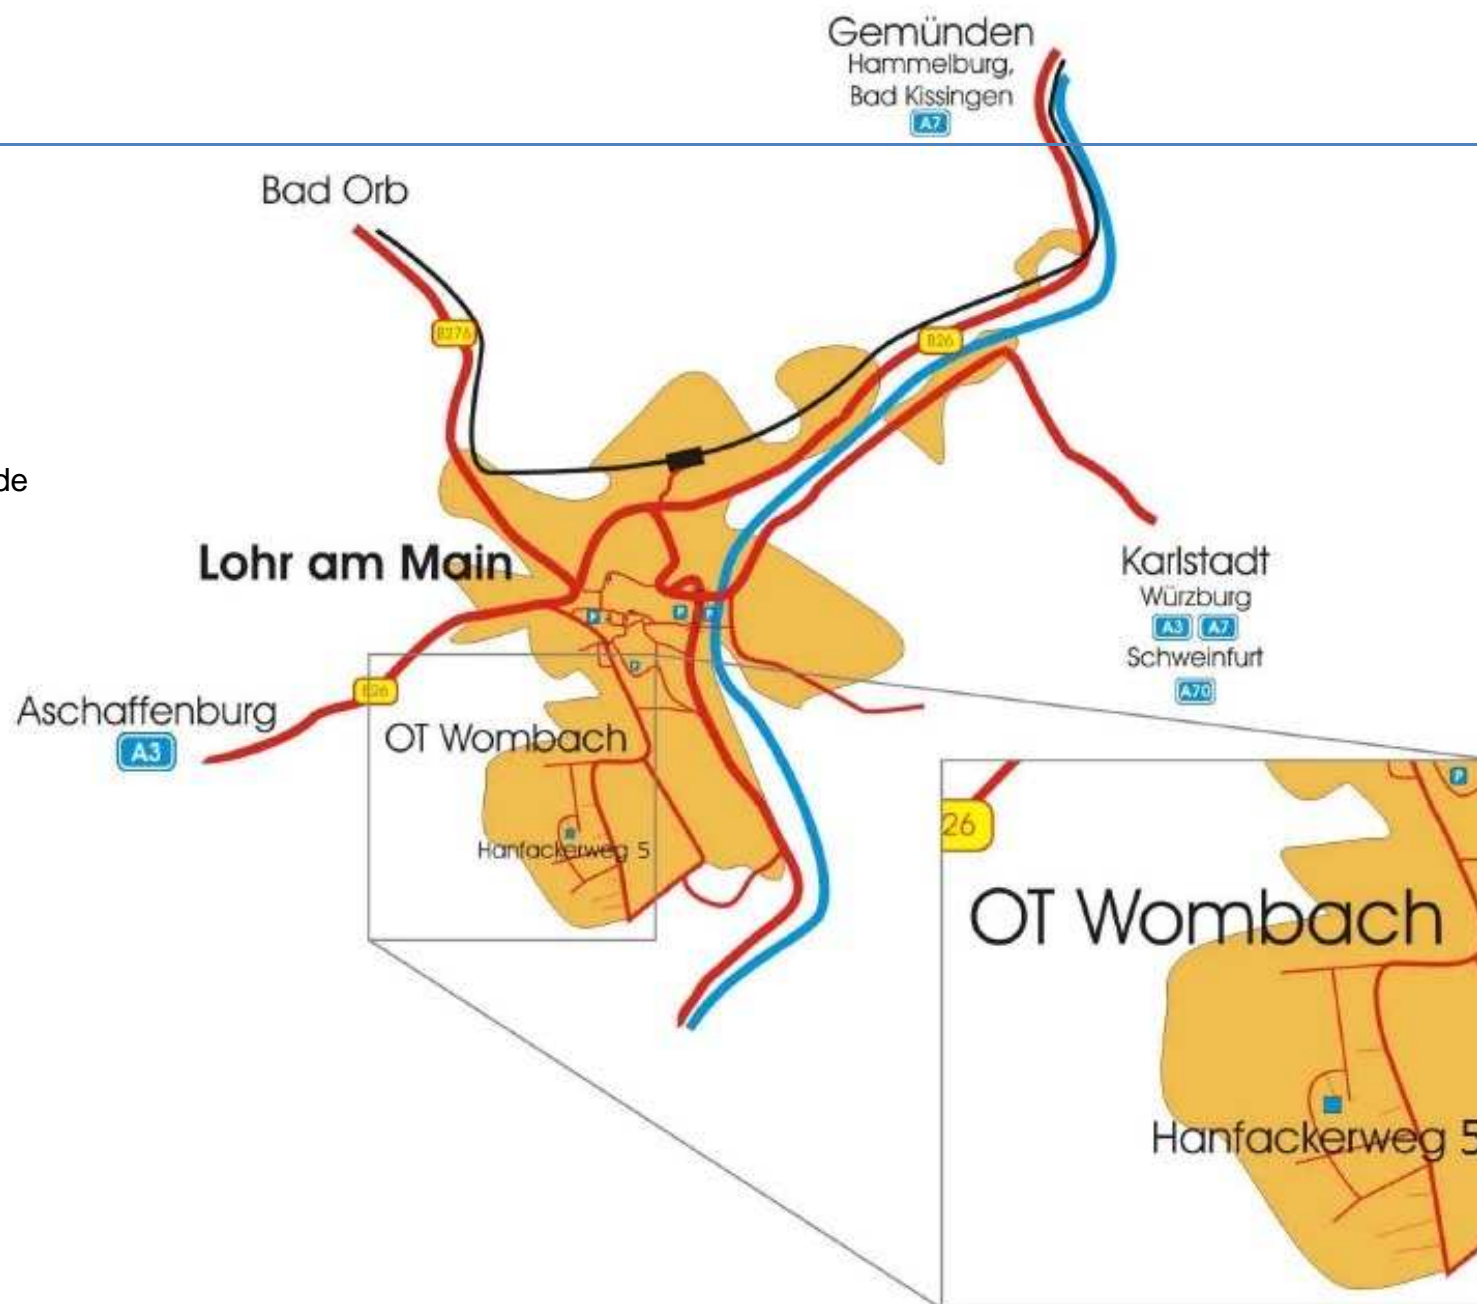 Gemünden
Hammelburg,
Bad Kissingen
A7
Bad Orb
B276
B26
de
Lohr am Main
Karlstadt
Würzburg
A3 A7
Schweinfurt
A70
P
P
P
P
B26
Aschaffenburg
A3
OT Wombach
Hanfackerweg 5
P
26
OT Wombach
Hanfackerweg 5